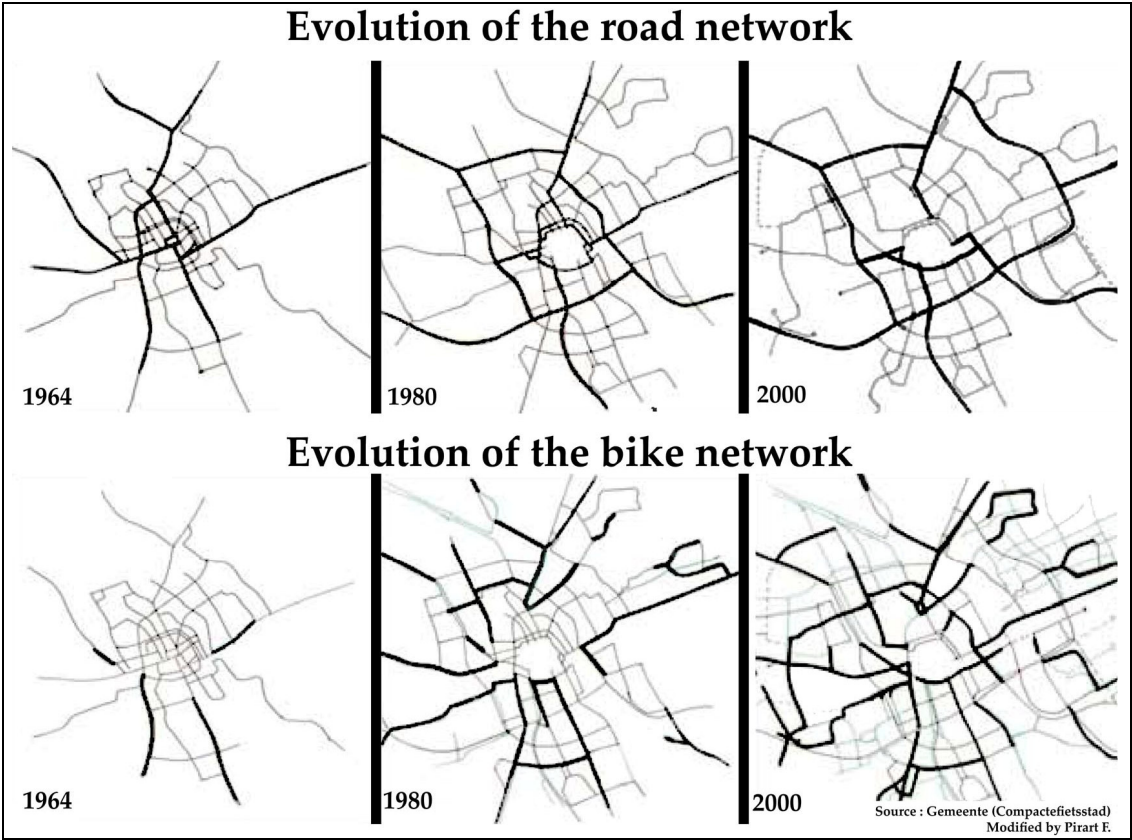 Evolution of the road network
1964
1980
2000
Evolution of the bike network
1964
1980
2000
Source : Gemeente (Compactefietsstad)
Modified by Pirart F.